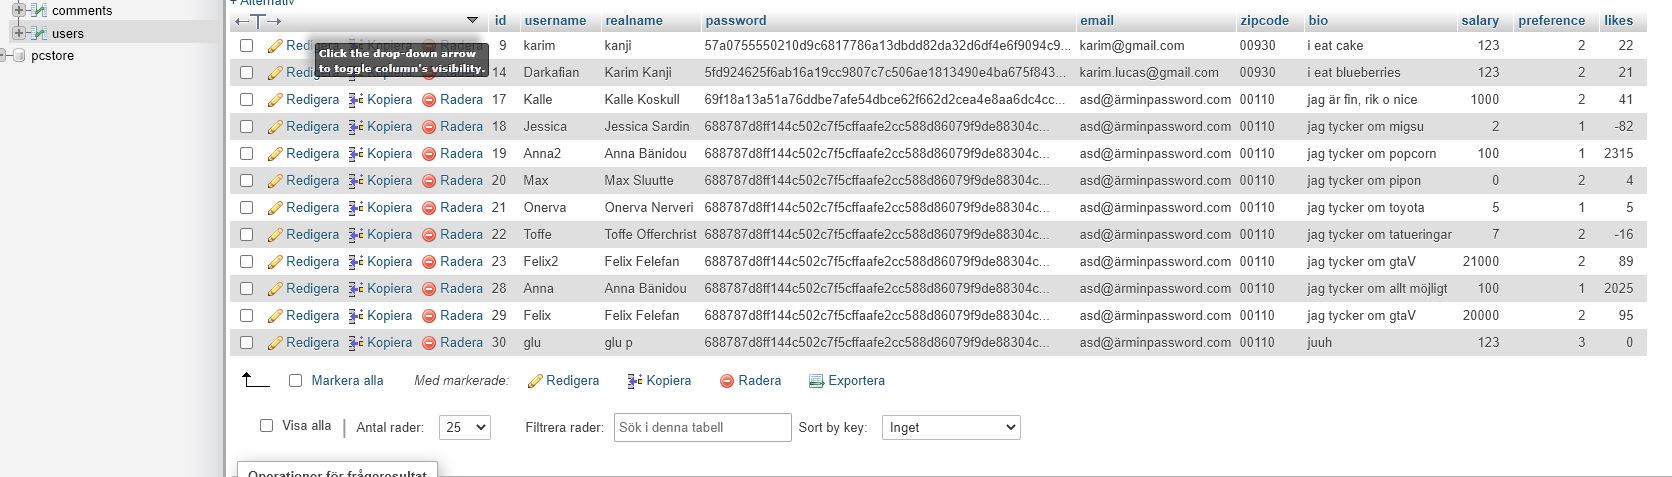 + Alternativ
comments
users
pcstore
id username realname password email zipcode bio salary preference likes
Redigera Kopiera Radera 9 karim kanji 57a0755550210d9c6817786a13dbdd82da32d6df4e6f9094c9... karim@gmail.com 00930 i eat cake 123 2 22
Click the drop-down arrow
to toggle column's visibility.
14 Darkafian Karim Kanji 5fd924625f6ab16a19cc9807c7c506ae1813490e4ba675f843... karim.lucas@gmail.com 00930 i eat blueberries 123 2 21
Redigera Kopiera Radera 17 Kalle Kalle Koskull 69f18a13a51a76ddbe7afe54dbce62f662d2cea4e8aa6dc4cc... asd@ärminpassword.com 00110 jag är fin, rik o nice 1000 2 41
Redigera Kopiera Radera 18 Jessica Jessica Sardin 688787d8ff144c502c7f5cffaafe2cc588d86079f9de88304c... asd@ärminpassword.com 00110 jag tycker om migsu 2 1 -82
Redigera Kopiera Radera 19 Anna2 Anna Bänidou 688787d8ff144c502c7f5cffaafe2cc588d86079f9de88304c... asd@ärminpassword.com 00110 jag tycker om popcorn 100 1 2315
Redigera Kopiera Radera 20 Max Max Sluutte 688787d8ff144c502c7f5cffaafe2cc588d86079f9de88304c... asd@ärminpassword.com 00110 jag tycker om pipon 0 2 4
Redigera Kopiera Radera 21 Onerva Onerva Nerveri 688787d8ff144c502c7f5cffaafe2cc588d86079f9de88304c... asd@ärminpassword.com 00110 jag tycker om toyota 5 1 5
Redigera Kopiera Radera 22 Toffe Toffe Offerchrist 688787d8ff144c502c7f5cffaafe2cc588d86079f9de88304c... asd@ärminpassword.com 00110 jag tycker om tatueringar 7 2 -16
Redigera Kopiera Radera 23 Felix2 Felix Felefan 688787d8ff144c502c7f5cffaafe2cc588d86079f9de88304c... asd@ärminpassword.com 00110 jag tycker om gtaV 21000 2 89
Redigera Kopiera Radera 28 Anna Anna Bänidou 688787d8ff144c502c7f5cffaafe2cc588d86079f9de88304c... asd@ärminpassword.com 00110 jag tycker om allt möjligt 100 1 2025
Redigera Kopiera Radera 29 Felix Felix Felefan 688787d8ff144c502c7f5cffaafe2cc588d86079f9de88304c... asd@ärminpassword.com 00110 jag tycker om gtaV 20000 2 95
Redigera Kopiera Radera 30 glu glu p 688787d8ff144c502c7f5cffaafe2cc588d86079f9de88304c... asd@ärminpassword.com 00110 juuh 123 3 0
Markera alla Med markerade: Redigera Kopiera Radera Exportera
Visa alla Antal rader: 25 Filtrera rader: Sök i denna tabell Sort by key: Inget
Operationer för frågeresultat